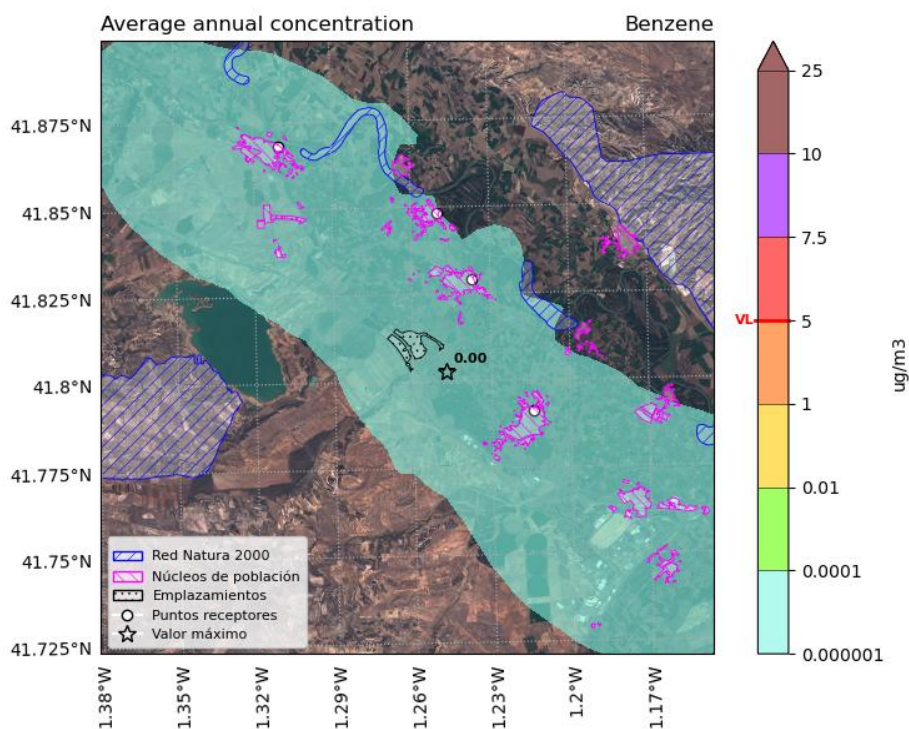 Average annual concentration Benzene
41.875°N
41.85°N
41.825°N
41.8°N
41.775°N
41.75°N
41.725°N
0.00
Red Natura 2000
Núcleos de población
Emplazamientos
Puntos receptores
Valor máximo
1.38°W 1.35°W 1.32°W 1.29°W 1.26°W 1.23°W 1.2°W 1.17°W
25
10
7.5
VL 5
1
0.01
0.0001
0.000001
ug/m3